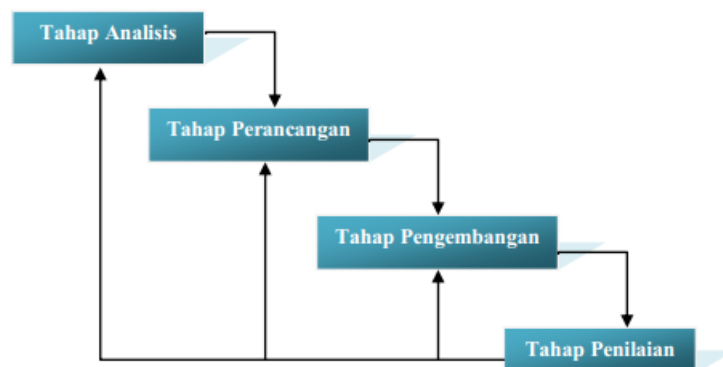 Tahap Analisis
Tahap Perancangan
Tahap Pengembangan
Tahap Penilaian